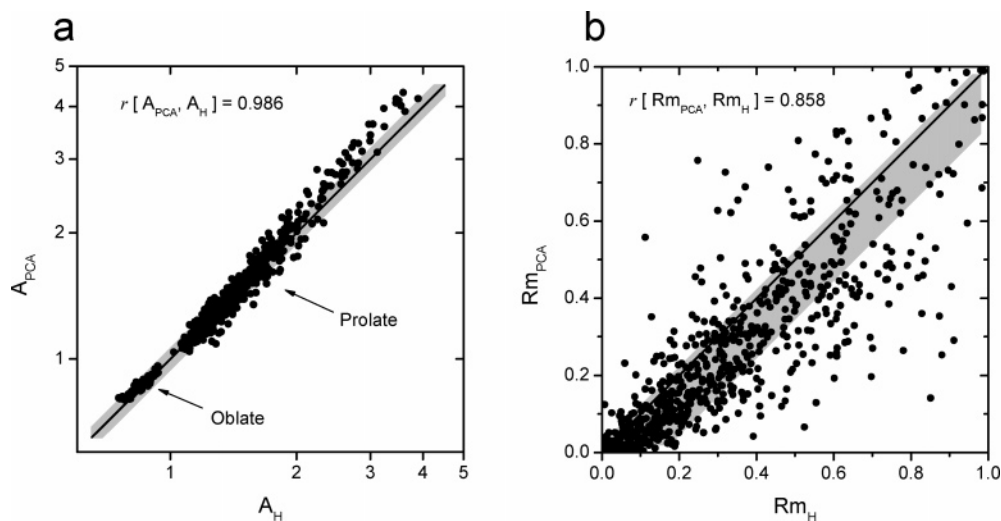 a
r [ A_PCA, A_H ] = 0.986
5
4
3
2
1
A_PCA
Prolate
Oblate
1 2 3 4 5
A_H
b
r [ Rm_PCA, Rm_H ] = 0.858
1.0
0.8
0.6
0.4
0.2
0.0
Rm_PCA
0.0 0.2 0.4 0.6 0.8 1.0
Rm_H